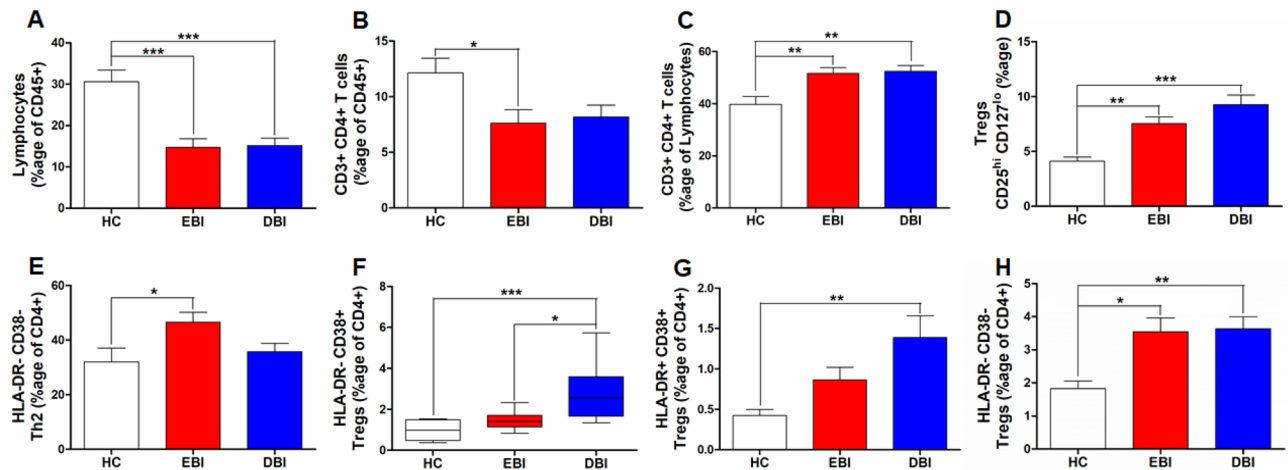 A
Lymphocytes
(%age of CD45+)
40
30
20
10
0
***
***
HC
EBI
DBI
B
CD3+ CD4+ T cells
(%age of CD45+)
15
10
5
0
*
HC
EBI
DBI
C
CD3+ CD4+ T cells
(%age of Lymphocytes)
60
40
20
0
**
**
HC
EBI
DBI
D
Tregs
CD25hi CD127lo (%age)
15
10
5
0
***
**
HC
EBI
DBI
E
HLA-DR- CD38-
Th2 (%age of CD4+)
60
40
20
0
*
HC
EBI
DBI
F
HLA-DR- CD38+
Tregs (%age of CD4+)
8
6
4
2
0
***
*
HC
EBI
DBI
G
HLA-DR+ CD38+
Tregs (%age of CD4+)
2.0
1.5
1.0
0.5
0.0
**
HC
EBI
DBI
H
HLA-DR- CD38-
Tregs (%age of CD4+)
5
4
3
2
1
0
**
*
HC
EBI
DBI